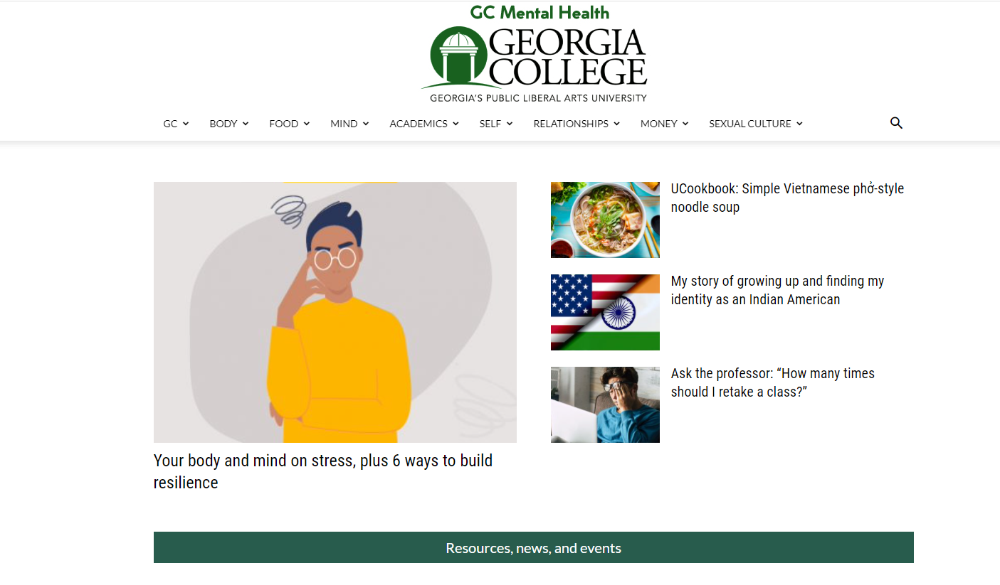 GC Mental Health
GEORGIA
COLLEGE
GEORGIA'S PUBLIC LIBERAL ARTS UNIVERSITY
GC BODY FOOD MIND ACADEMICS SELF RELATIONSHIPS MONEY SEXUAL CULTURE
Your body and mind on stress, plus 6 ways to build
resilience
UCookbook: Simple Vietnamese phở-style
noodle soup
My story of growing up and finding my
identity as an Indian American
Ask the professor: “How many times
should I retake a class?”
Resources, news, and events